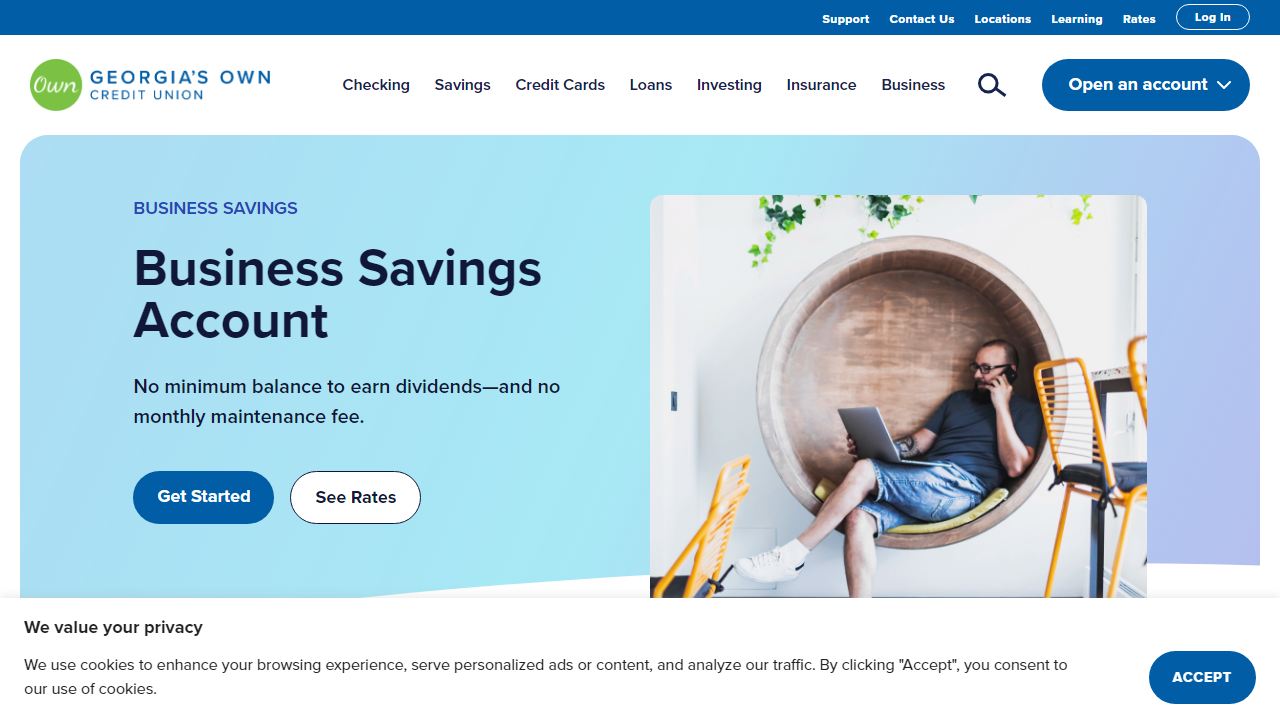 Support Contact Us Locations Learning Rates Log In
Own GEORGIA'S OWN
CREDIT UNION
Checking Savings Credit Cards Loans Investing Insurance Business Open an account
BUSINESS SAVINGS
Business Savings
Account
No minimum balance to earn dividends—and no
monthly maintenance fee.
Get Started See Rates
We value your privacy
We use cookies to enhance your browsing experience, serve personalized ads or content, and analyze our traffic. By clicking "Accept", you consent to
our use of cookies.
ACCEPT